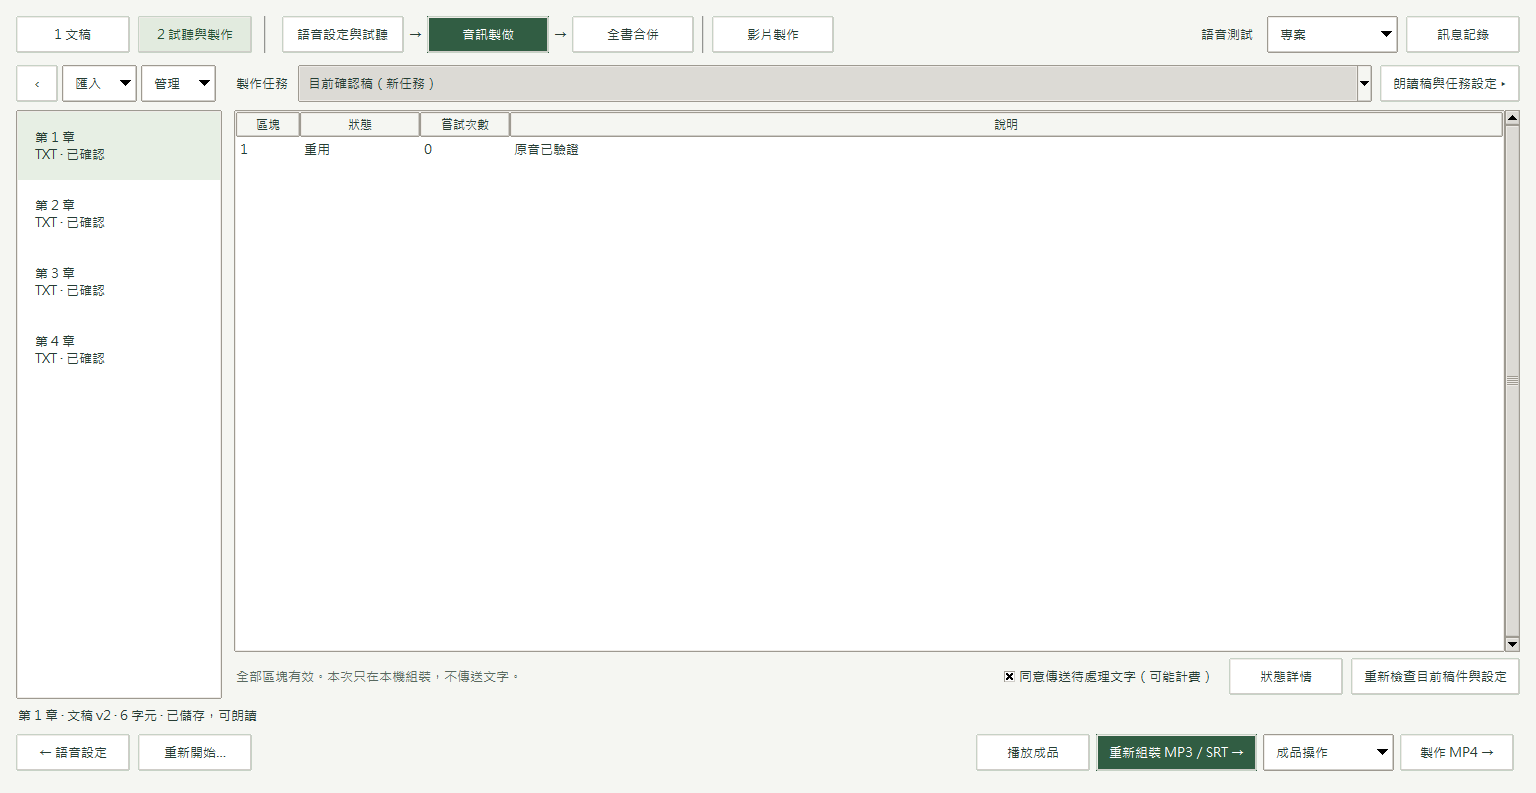 1 文稿
2 試聽與製作
語音設定與試聽
→
音訊製做
→
全書合併
影片製作
語音測試
專案
訊息記錄
‹
匯入
管理
製作任務
目前確認稿（新任務）
朗讀稿與任務設定 ▸
第 1 章
TXT · 已確認
第 2 章
TXT · 已確認
第 3 章
TXT · 已確認
第 4 章
TXT · 已確認
區塊 狀態 嘗試次數 說明
1 重用 0 原音已驗證
全部區塊有效。本次只在本機組裝，不傳送文字。
同意傳送待處理文字（可能計費）
狀態詳情
重新檢查目前稿件與設定
第 1 章 · 文稿 v2 · 6 字元 · 已儲存，可朗讀
← 語音設定
重新開始...
播放成品
重新組裝 MP3 / SRT →
成品操作
製作 MP4 →